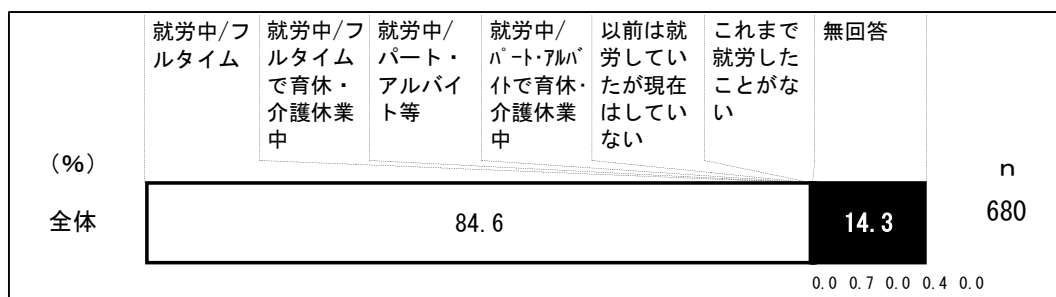 就労中/フ
ルタイム
就労中/フ
ルタイム
で育休・
介護休業
中
就労中/
パート・
アルバイ
ト等
就労中/
ﾊﾟｰﾄ･ｱﾙﾊﾞ
ｲﾄで育休・
介護休業
中
以前は就
労してい
たが現在
はしてい
ない
これまで
就労した
ことがな
い
無回答
(%)
n
全体
84.6
14.3
680
0.0 0.7 0.0 0.4 0.0